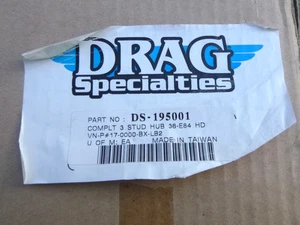 DRAG
Specialties
PART NO : DS-195001
COMPLT 3 STUD HUB 36-E84 HD
VN-P#17-0000-BX-LB2
U OF M: EA MADE IN TAIWAN